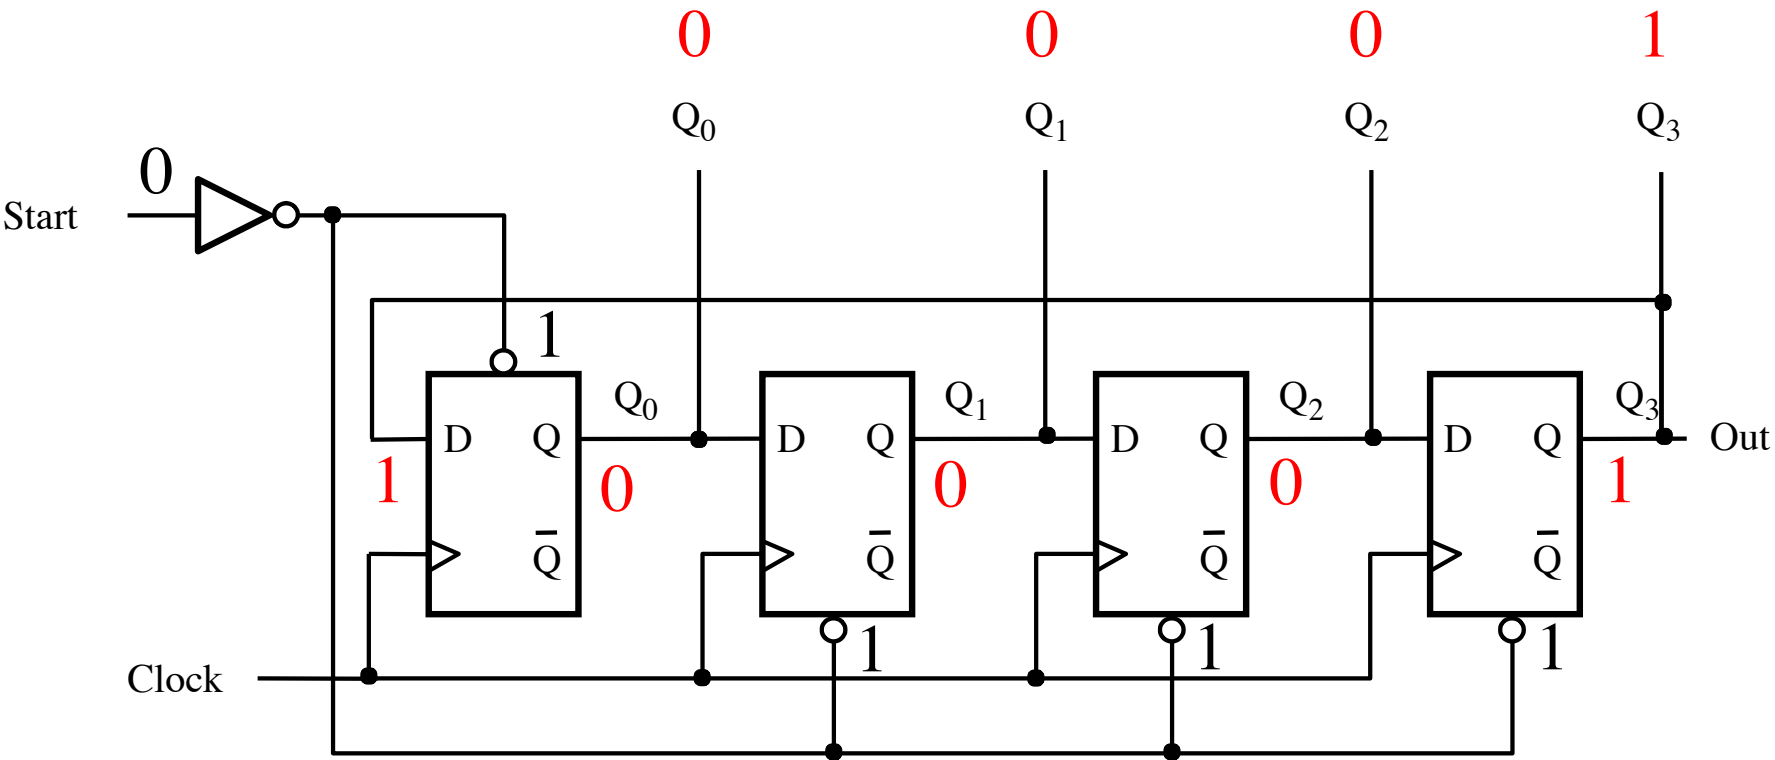 0 0 0 1
Q0 Q1 Q2 Q3
0
Start
1
Q0 Q1 Q2 Q3
D Q D Q D Q D Q Out
1 0 0 0 1
Q̅ Q̅ Q̅ Q̅
1 1 1
Clock